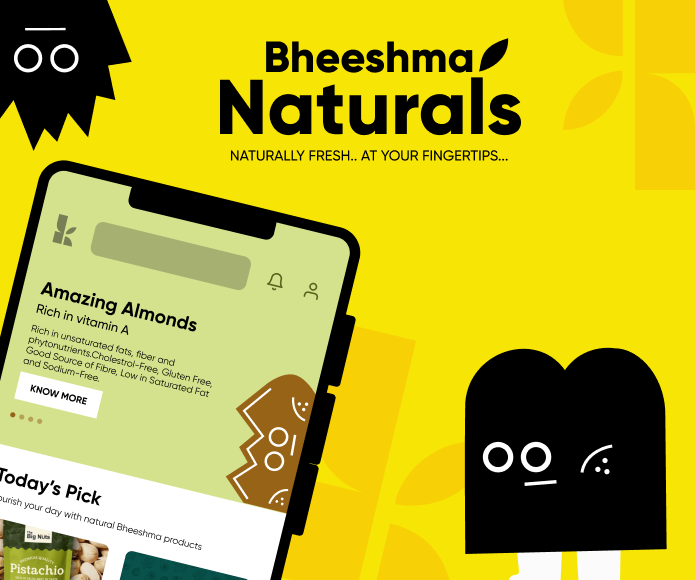 Bheeshma
Naturals
NATURALLY FRESH.. AT YOUR FINGERTIPS...
Amazing Almonds
Rich in vitamin A
Rich in unsaturated fats, fiber and
phytonutrients.Cholestrol-Free, Gluten Free,
Good Source of Fibre, Low in Saturated Fat
and Sodium-Free.
KNOW MORE
Today's Pick
ourish your day with natural Bheeshma products
Big Nuts
PREMIUM QUALITY
Pistachio